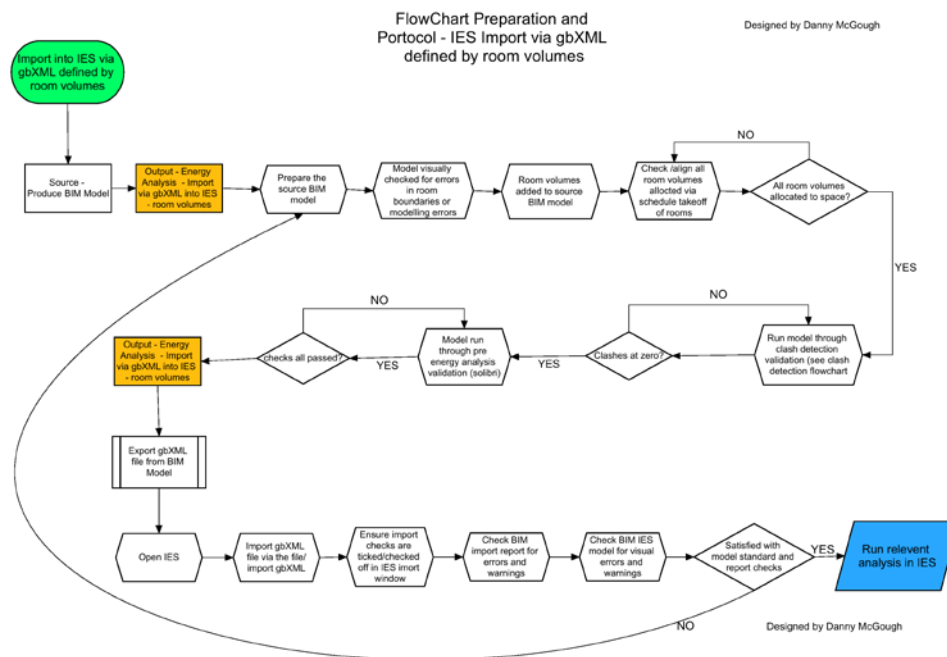 FlowChart Preparation and
Portocol - IES Import via gbXML
defined by room volumes
Designed by Danny McGough
Import into IES via
gbXML defined by
room volumes
Source -
Produce BIM Model
Output - Energy
Analysis - Import
via gbXML into IES
- room volumes
Prepare the
source BIM
model
Model visually
checked for errors
in room
boundaries or
modelling errors
Room volumes
added to source
BIM model
Check /align all
room volumes
allocted via
schedule takeoff
of rooms
NO
All room volumes
allocated to space?
YES
Output - Energy
Analysis - Import
via gbXML into IES
- room volumes
NO
checks all passed?
YES
Model run
through pre
energy analysis
validation (solibri)
YES
NO
Clashes at zero?
Run model through
clash detection
validation (see clash
detection flowchart
Export gbXML
file from BIM
Model
Open IES
Import gbXML
file via the file/
import gbXML
Ensure import
checks are
ticked/checked
off in IES imort
window
Check BIM
import report for
errors and
warnings
Check BIM IES
model for visual
errors and
warnings
Satisfied with
model standard and
report checks
YES
Run relevent
analysis in IES
NO
Designed by Danny McGough